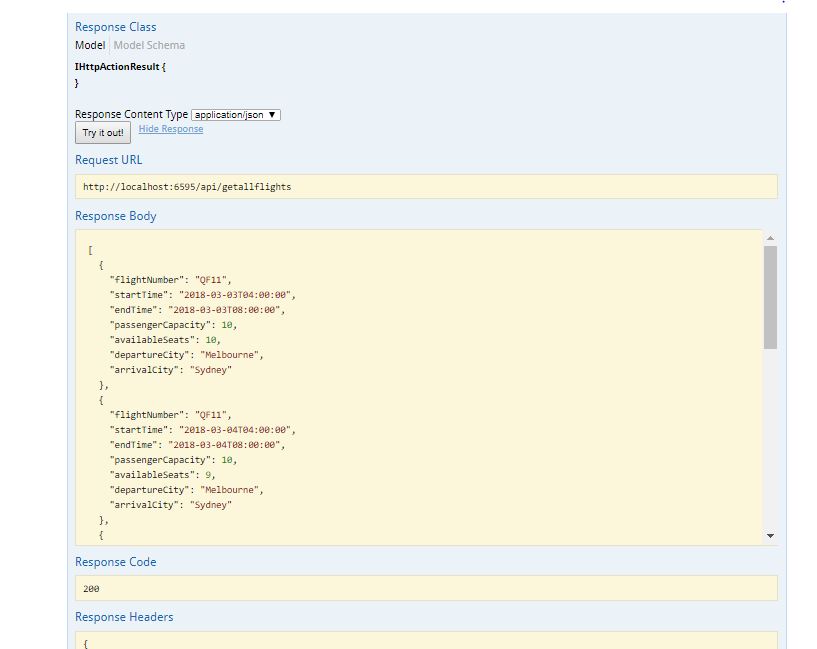 Response Class
Model Model Schema
IHttpActionResult {
}
Response Content Type application/json ▼
Try it out! Hide Response
Request URL
http://localhost:6595/api/getallflights
Response Body
[
  {
    "flightNumber": "QF11",
    "startTime": "2018-03-03T04:00:00",
    "endTime": "2018-03-03T08:00:00",
    "passengerCapacity": 10,
    "availableSeats": 10,
    "departureCity": "Melbourne",
    "arrivalCity": "Sydney"
  },
  {
    "flightNumber": "QF11",
    "startTime": "2018-03-04T04:00:00",
    "endTime": "2018-03-04T08:00:00",
    "passengerCapacity": 10,
    "availableSeats": 9,
    "departureCity": "Melbourne",
    "arrivalCity": "Sydney"
  },
  {
Response Code
200
Response Headers
{